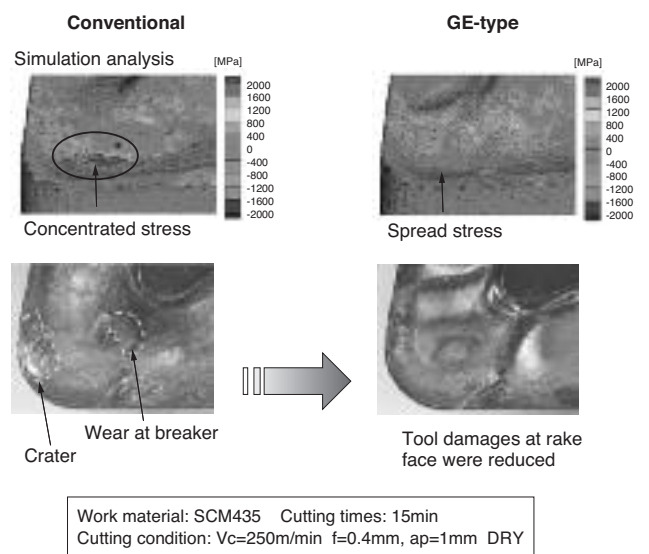 Conventional
GE-type
Simulation analysis
[MPa]
2000
1600
1200
800
400
0
-400
-800
-1200
-1600
-2000
[MPa]
2000
1600
1200
800
400
0
-400
-800
-1200
-1600
-2000
Concentrated stress
Spread stress
Wear at breaker
Crater
Tool damages at rake
face were reduced
Work material: SCM435 Cutting times: 15min
Cutting condition: Vc=250m/min f=0.4mm, ap=1mm DRY